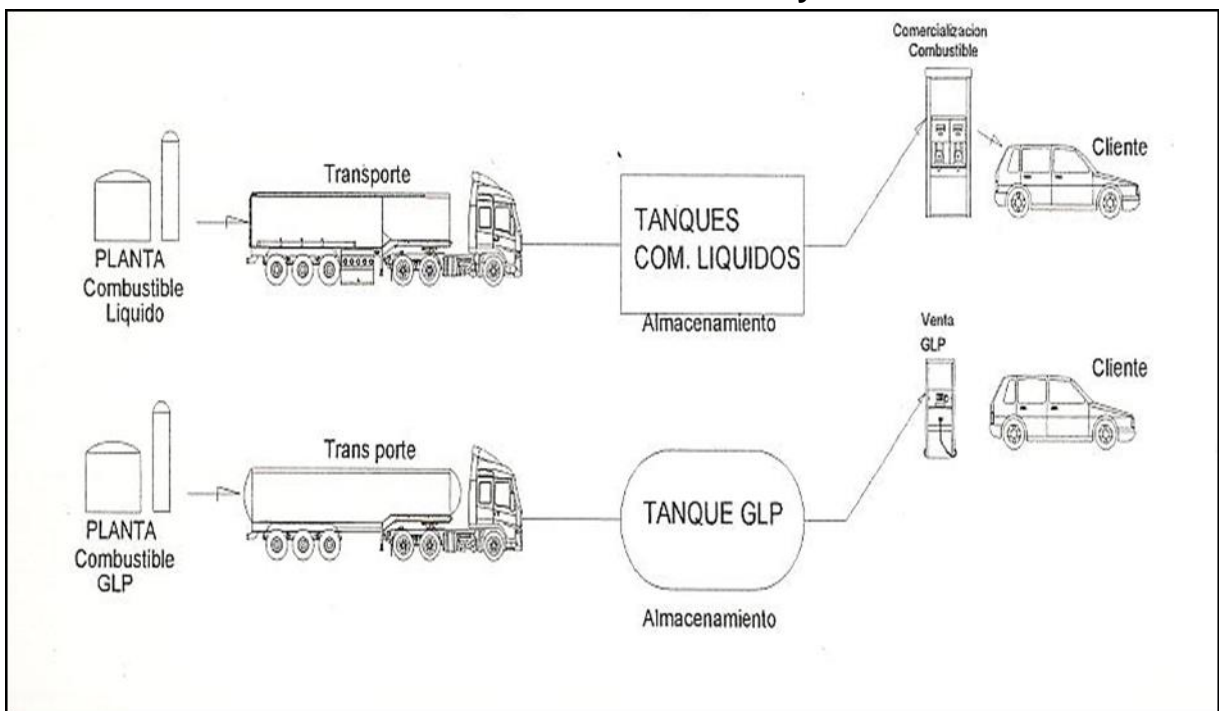 Comercializacion
Combustible
Transporte
Cliente
TANQUES
COM. LIQUIDOS
PLANTA
Combustible
Liquido
Almacenamiento
Venta
GLP
Cliente
Trans porte
TANQUE GLP
PLANTA
Combustible
GLP
Almacenamiento